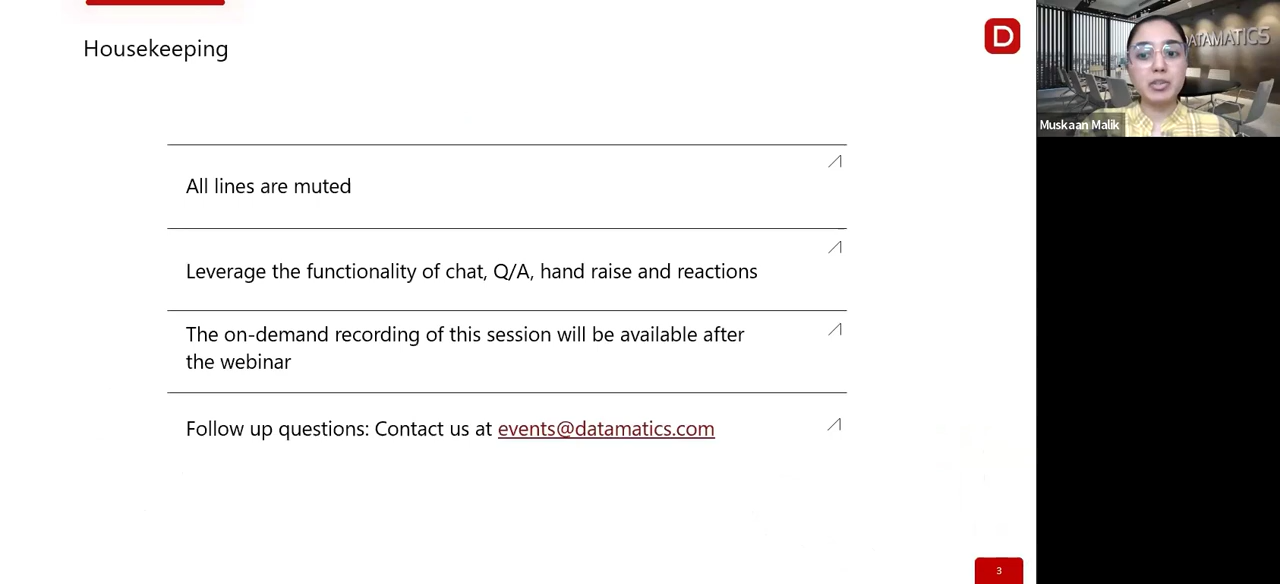 Housekeeping
D
DATAMATICS
Muskaan Malik
All lines are muted
Leverage the functionality of chat, Q/A, hand raise and reactions
The on-demand recording of this session will be available after
the webinar
Follow up questions: Contact us at events@datamatics.com
3